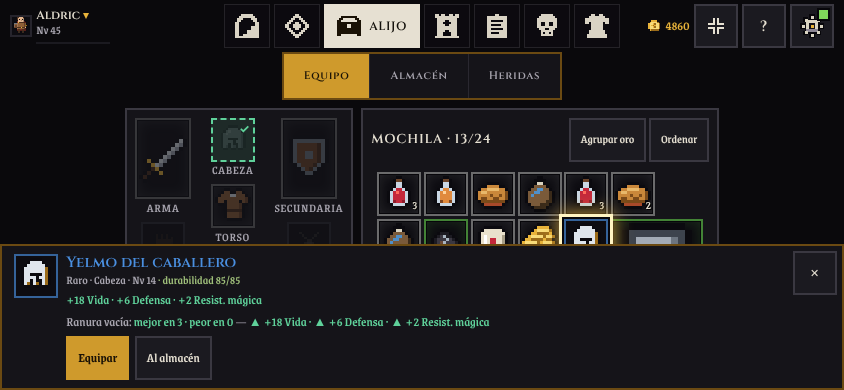 ALDRIC ▼
Nv 45
ALIJO
4860
?
EQUIPO
ALMACÉN
HERIDAS
MOCHILA · 13/24
Agrupar oro
Ordenar
CABEZA
ARMA
SECUNDARIA
TORSO
3
3
2
YELMO DEL CABALLERO
×
Raro · Cabeza · Nv 14 · durabilidad 85/85
+18 Vida · +6 Defensa · +2 Resist. mágica
Ranura vacía: mejor en 3 · peor en 0 — ▲ +18 Vida · ▲ +6 Defensa · ▲ +2 Resist. mágica
Equipar
Al almacén